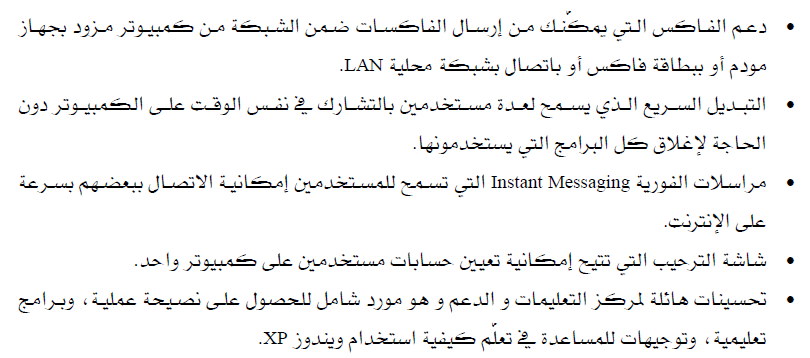 • دعم الفاكس التي يمكّنك من إرسال الفاكسات ضمن الشبكة من كمبيوتر مزود بجهاز
مودم أو ببطاقة فاكس أو باتصال بشبكة محلية LAN.
• التبديل السريع الذي يسمح لعدة مستخدمين بالتشارك في نفس الوقت على الكمبيوتر دون
الحاجة لإغلاق كل البرامج التي يستخدمونها.
• مراسلات الفورية Instant Messaging التي تسمح للمستخدمين إمكانية الاتصال ببعضهم بسرعة
على الإنترنت.
• شاشة الترحيب التي تتيح إمكانية تعيين حسابات مستخدمين على كمبيوتر واحد.
• تحسينات هائلة لمركز التعليمات و الدعم و هو مورد شامل للحصول على نصيحة عملية، وبرامج
تعليمية، وتوجيهات للمساعدة في تعلّم كيفية استخدام ويندوز XP.